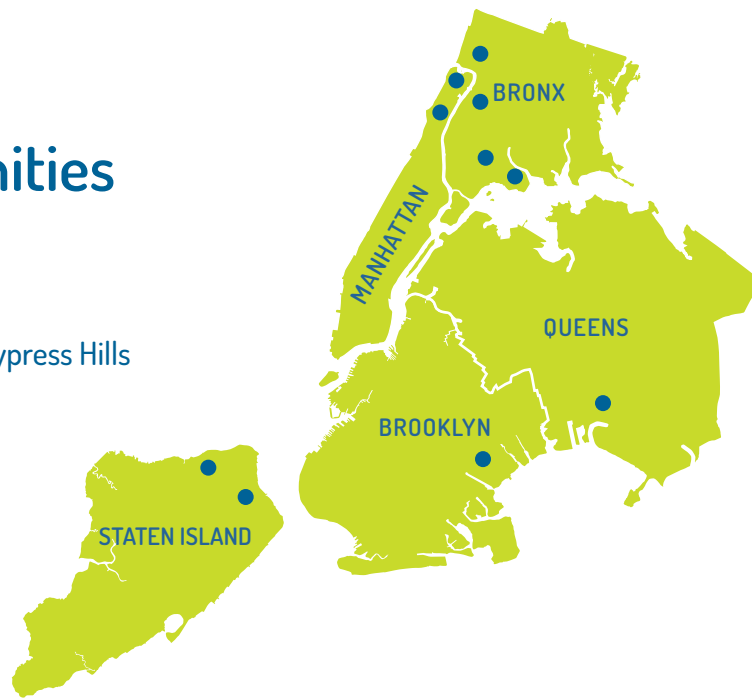 nities
ypress Hills
BRONX
MANHATTAN
QUEENS
BROOKLYN
STATEN ISLAND